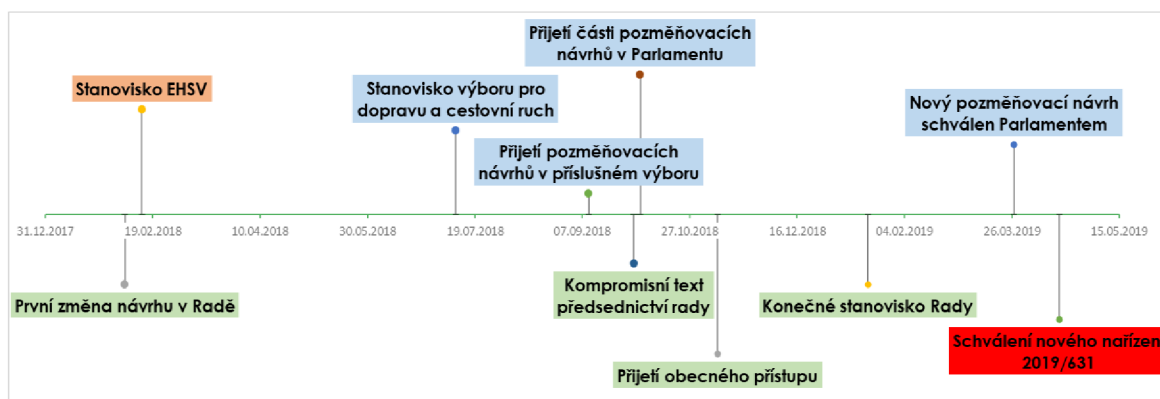 Přijetí části pozměňovacích
návrhů v Parlamentu
Stanovisko EHSV
Stanovisko výboru pro
dopravu a cestovní ruch
Nový pozměňovací návrh
schválen Parlamentem
Přijetí pozměňovacích
návrhů v příslušném výboru
31.12.2017 19.02.2018 10.04.2018 30.05.2018 19.07.2018 07.09.2018 27.10.2018 16.12.2018 04.02.2019 26.03.2019 15.05.2019
První změna návrhu v Radě
Kompromisní text
předsednictví rady
Konečné stanovisko Rady
Schválení nového nařízen
2019/631
Přijetí obecného přístupu